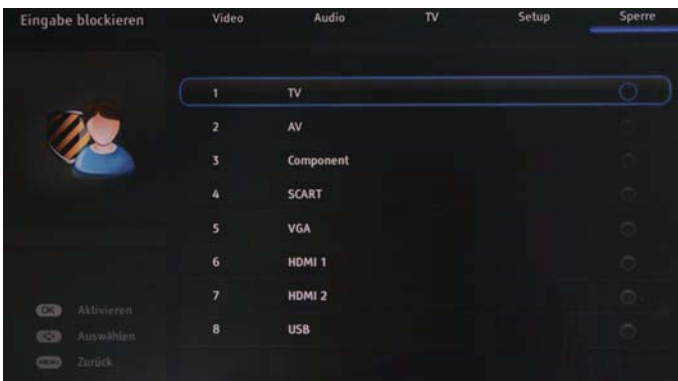 Eingabe blockieren Video Audio TV Setup Sperre
1 TV
2 AV
3 Component
4 SCART
5 VGA
6 HDMI 1
7 HDMI 2
8 USB
OK Aktivieren
Auswählen
MENU Zurück